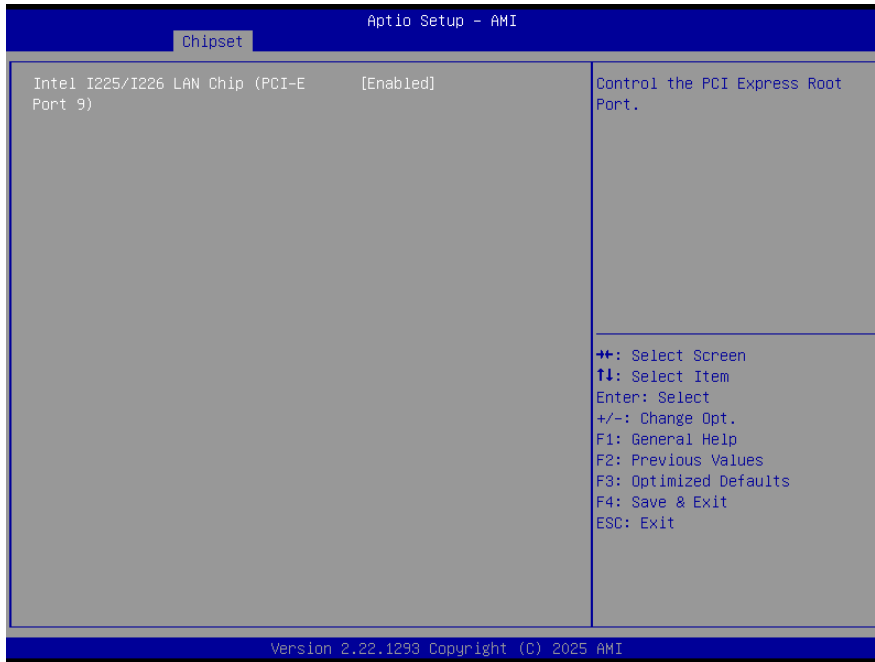 Aptio Setup - AMI
Chipset
Intel I225/I226 LAN Chip (PCI-E [Enabled]
Port 9)
Control the PCI Express Root
Port.
→←: Select Screen
↑↓: Select Item
Enter: Select
+/-: Change Opt.
F1: General Help
F2: Previous Values
F3: Optimized Defaults
F4: Save & Exit
ESC: Exit
Version 2.22.1293 Copyright (C) 2025 AMI